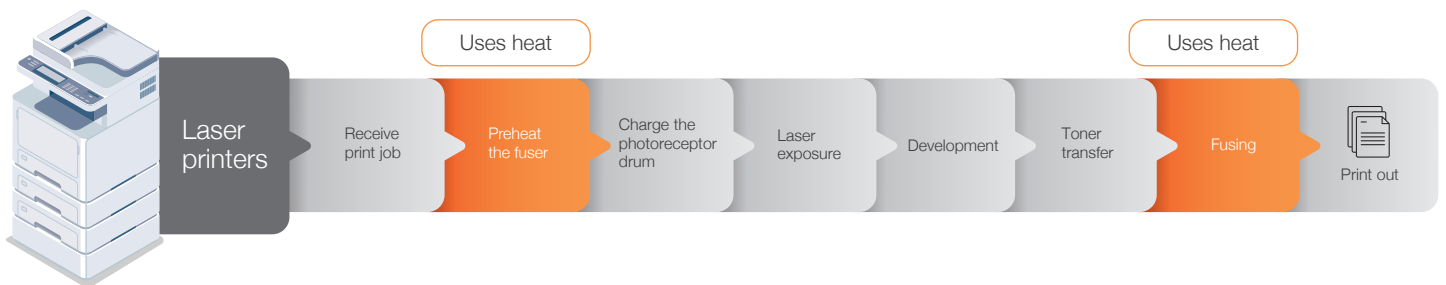 Uses heat
Uses heat
Laser
printers
Receive
print job
Preheat
the fuser
Charge the
photoreceptor
drum
Laser
exposure
Development
Toner
transfer
Fusing
Print out